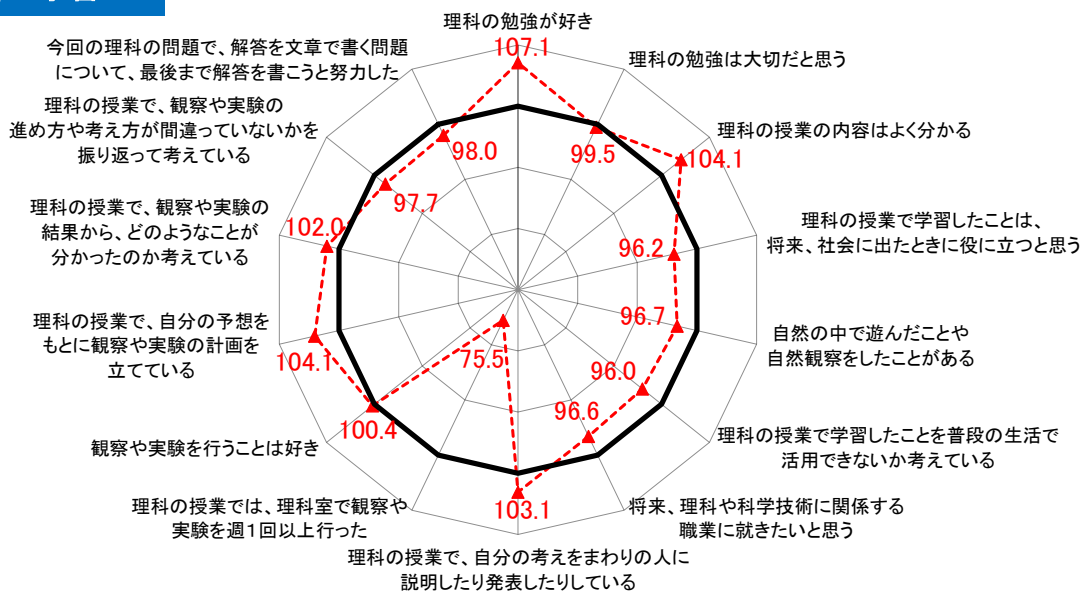 理科の勉強が好き
107.1
理科の勉強は大切だと思う
99.5
理科の授業の内容はよく分かる
104.1
理科の授業で学習したことは、
将来、社会に出たときに役に立つと思う
96.2
自然の中で遊んだことや
自然観察をしたことがある
96.7
理科の授業で学習したことを普段の生活で
活用できないか考えている
96.0
将来、理科や科学技術に関係する
職業に就きたいと思う
96.6
理科の授業で、自分の考えをまわりの人に
説明したり発表したりしている
103.1
理科の授業では、理科室で観察や
実験を週1回以上行った
75.5
観察や実験を行うことは好き
100.4
理科の授業で、自分の予想を
もとに観察や実験の計画を
立てている
104.1
理科の授業で、観察や実験の
結果から、どのようなことが
分かったのか考えている
102.0
理科の授業で、観察や実験の
進め方や考え方が間違っていないかを
振り返って考えている
97.7
今回の理科の問題で、解答を文章で書く問題
について、最後まで解答を書こうと努力した
98.0